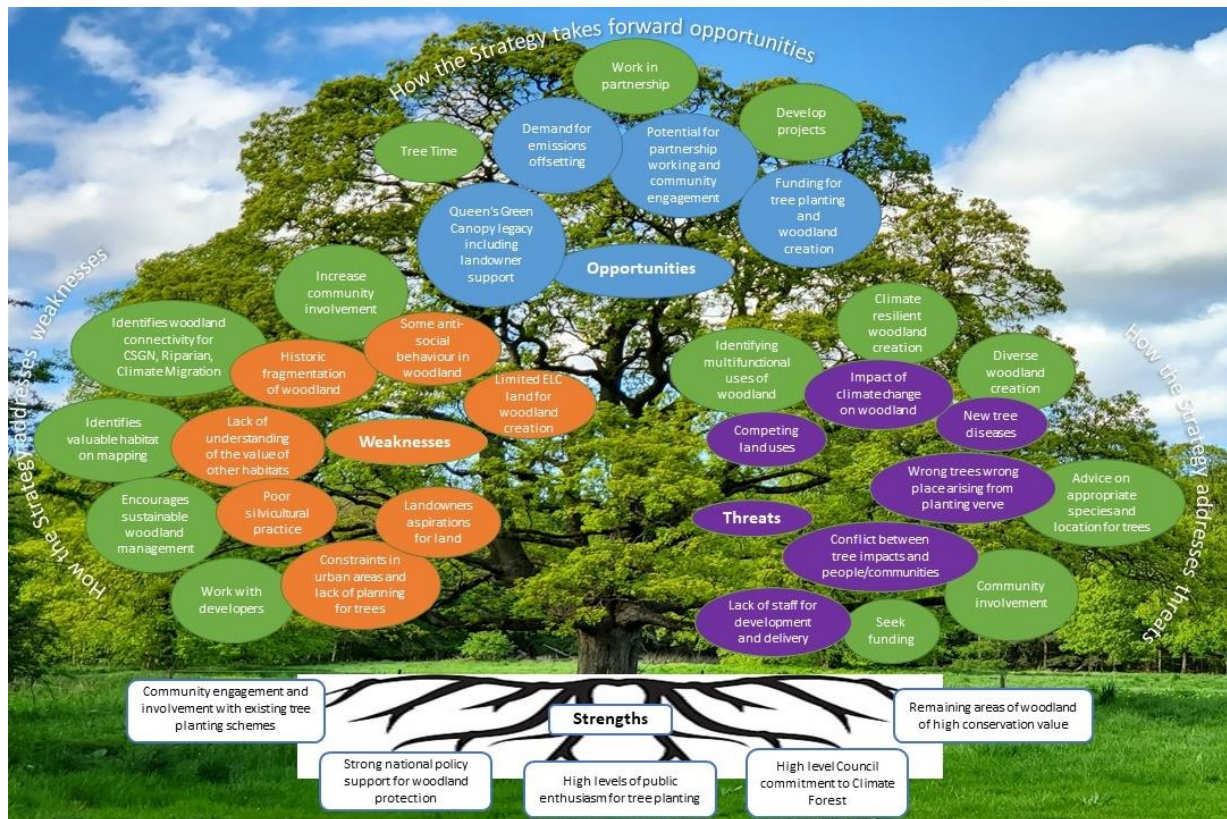 How the Strategy takes forward opportunities
Work in
partnership
Develop
projects
Tree Time
Demand for
emissions
offsetting
Potential for
partnership
working and
community
engagement
Funding for
tree planting
and
woodland
creation
Queen's Green
Canopy legacy
including
landowner
support
Opportunities
How the Strategy addresses weaknesses
Increase
community
involvement
Identifies woodland
connectivity for
CSGN, Riparian,
Climate Migration
Some anti-
social
behaviour in
woodland
Historic
fragmentation
of woodland
Limited ELC
land for
woodland
creation
Identifies
valuable habitat
on mapping
Lack of
understanding
of the value of
other habitats
Weaknesses
Encourages
sustainable
woodland
management
Poor
silvicultural
practice
Landowners
aspirations
for land
Work with
developers
Constraints in
urban areas and
lack of planning
for trees
How the Strategy addresses threats
Climate
resilient
woodland
creation
Identifying
multifunctional
uses of
woodland
Impact of
climate change
on woodland
Diverse
woodland
creation
Competing
land uses
New tree
diseases
Wrong trees wrong
place arising from
planting verve
Advice on
appropriate
species and
location for trees
Threats
Conflict between
tree impacts and
people/communities
Community
involvement
Lack of staff for
development
and delivery
Seek
funding
Community engagement and
involvement with existing tree
planting schemes
Strengths
Remaining areas of woodland
of high conservation value
Strong national policy
support for woodland
protection
High levels of public
enthusiasm for tree planting
High level Council
commitment to Climate
Forest